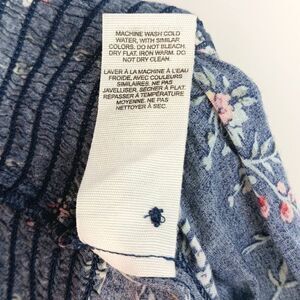 MACHINE WASH COLD
WATER, WITH SIMILAR
COLORS. DO NOT BLEACH.
DRY FLAT. IRON WARM. DO
NOT DRY CLEAN.
LAVER À LA MACHINE À L'EAU
FROIDE, AVEC COULEURS
SIMILAIRES. NE PAS
JAVELLISER, SÉCHER À PLAT.
REPASSER À TEMPÉRATURE
MOYENNE. NE PAS
NETTOYER À SEC.